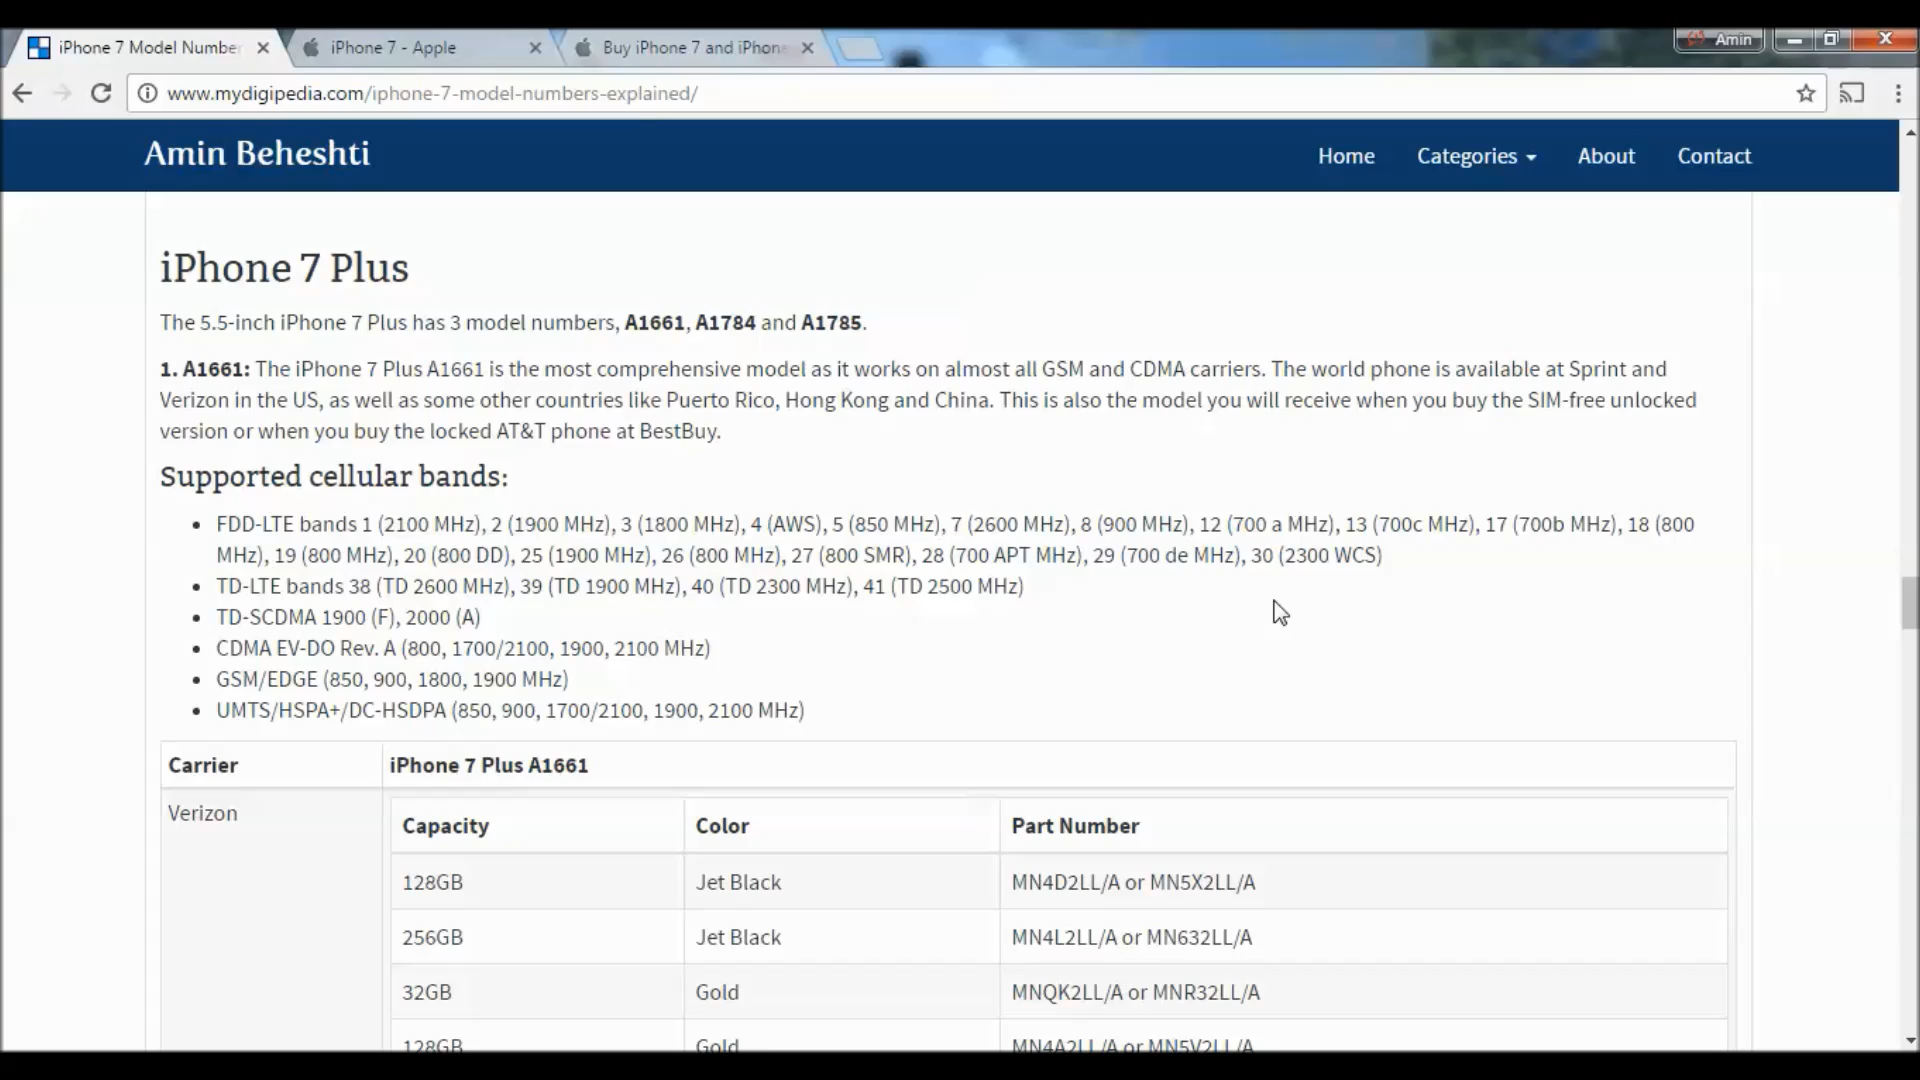 iPhone 7 Model Number
iPhone 7 - Apple
Buy iPhone 7 and iPhon
Amin
www.mydigipedia.com/iphone-7-model-numbers-explained/
Amin Beheshti
Home
Categories
About
Contact
iPhone 7 Plus
The 5.5-inch iPhone 7 Plus has 3 model numbers, A1661, A1784 and A1785.
1. A1661: The iPhone 7 Plus A1661 is the most comprehensive model as it works on almost all GSM and CDMA carriers. The world phone is available at Sprint and
Verizon in the US, as well as some other countries like Puerto Rico, Hong Kong and China. This is also the model you will receive when you buy the SIM-free unlocked
version or when you buy the locked AT&T phone at BestBuy.
Supported cellular bands:
• FDD-LTE bands 1 (2100 MHz), 2 (1900 MHz), 3 (1800 MHz), 4 (AWS), 5 (850 MHz), 7 (2600 MHz), 8 (900 MHz), 12 (700 a MHz), 13 (700c MHz), 17 (700b MHz), 18 (800
MHz), 19 (800 MHz), 20 (800 DD), 25 (1900 MHz), 26 (800 MHz), 27 (800 SMR), 28 (700 APT MHz), 29 (700 de MHz), 30 (2300 WCS)
• TD-LTE bands 38 (TD 2600 MHz), 39 (TD 1900 MHz), 40 (TD 2300 MHz), 41 (TD 2500 MHz)
• TD-SCDMA 1900 (F), 2000 (A)
• CDMA EV-DO Rev. A (800, 1700/2100, 1900, 2100 MHz)
• GSM/EDGE (850, 900, 1800, 1900 MHz)
• UMTS/HSPA+/DC-HSDPA (850, 900, 1700/2100, 1900, 2100 MHz)
Carrier iPhone 7 Plus A1661
Verizon
Capacity Color Part Number
128GB Jet Black MN4D2LL/A or MN5X2LL/A
256GB Jet Black MN4L2LL/A or MN632LL/A
32GB Gold MNQK2LL/A or MNR32LL/A
128GB Gold MN4A2LL/A or MN5V2LL/A